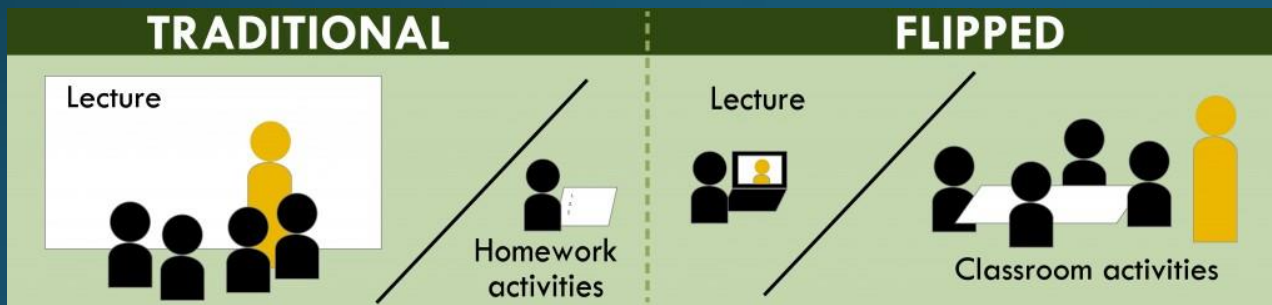 TRADITIONAL
Lecture
Homework
activities
FLIPPED
Lecture
Classroom activities